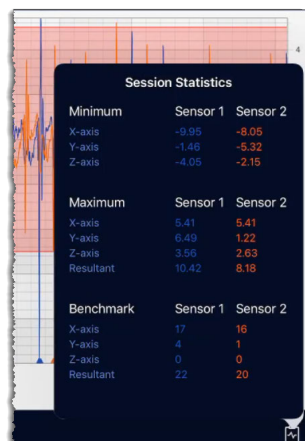 4
Session Statistics
Minimum Sensor 1 Sensor 2
X-axis -9.95 -8.05
Y-axis -1.46 -5.32
Z-axis -4.05 -2.15
Maximum Sensor 1 Sensor 2
X-axis 5.41 5.41
Y-axis 6.49 1.22
Z-axis 3.56 2.63
Resultant 10.42 8.18
Benchmark Sensor 1 Sensor 2
X-axis 17 16
Y-axis 4 1
Z-axis 0 0
Resultant 22 20